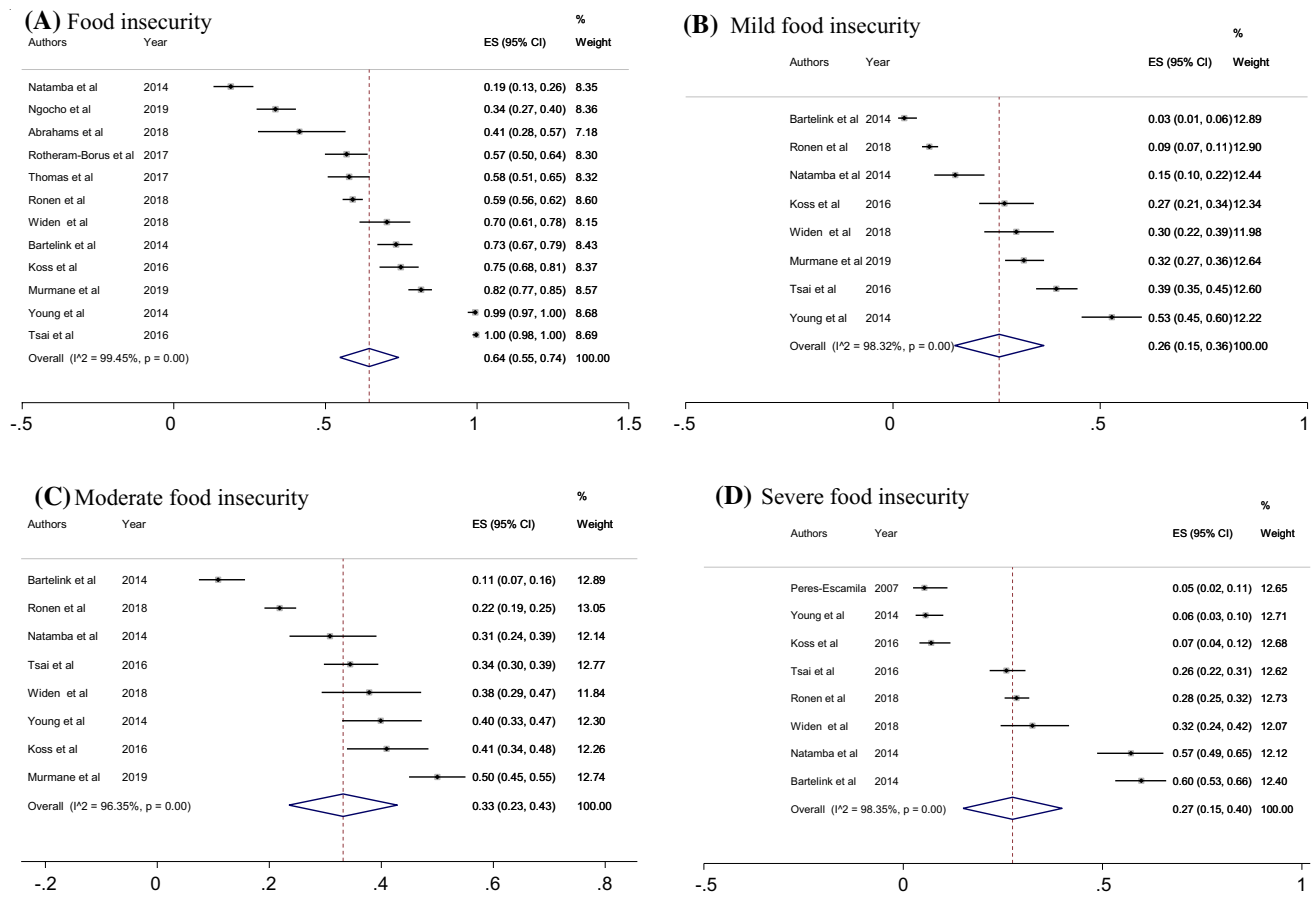 (A) Food insecurity
%
Authors Year ES (95% CI) Weight
Natamba et al 2014 0.19 (0.13, 0.26) 8.35
Ngocho et al 2019 0.34 (0.27, 0.40) 8.36
Abrahams et al 2018 0.41 (0.28, 0.57) 7.18
Rotheram-Borus et al 2017 0.57 (0.50, 0.64) 8.30
Thomas et al 2017 0.58 (0.51, 0.65) 8.32
Ronen et al 2018 0.59 (0.56, 0.62) 8.60
Widen et al 2018 0.70 (0.61, 0.78) 8.15
Bartelink et al 2014 0.73 (0.67, 0.79) 8.43
Koss et al 2016 0.75 (0.68, 0.81) 8.37
Murmane et al 2019 0.82 (0.77, 0.85) 8.57
Young et al 2014 0.99 (0.97, 1.00) 8.68
Tsai et al 2016 1.00 (0.98, 1.00) 8.69
Overall (I^2 = 99.45%, p = 0.00) 0.64 (0.55, 0.74) 100.00
-.5 0 .5 1 1.5
(B) Mild food insecurity
%
Authors Year ES (95% CI) Weight
Bartelink et al 2014 0.03 (0.01, 0.06) 12.89
Ronen et al 2018 0.09 (0.07, 0.11) 12.90
Natamba et al 2014 0.15 (0.10, 0.22) 12.44
Koss et al 2016 0.27 (0.21, 0.34) 12.34
Widen et al 2018 0.30 (0.22, 0.39) 11.98
Murmane et al 2019 0.32 (0.27, 0.36) 12.64
Tsai et al 2016 0.39 (0.35, 0.45) 12.60
Young et al 2014 0.53 (0.45, 0.60) 12.22
Overall (I^2 = 98.32%, p = 0.00) 0.26 (0.15, 0.36) 100.00
-.5 0 .5 1
(C) Moderate food insecurity
%
Authors Year ES (95% CI) Weight
Bartelink et al 2014 0.11 (0.07, 0.16) 12.89
Ronen et al 2018 0.22 (0.19, 0.25) 13.05
Natamba et al 2014 0.31 (0.24, 0.39) 12.14
Tsai et al 2016 0.34 (0.30, 0.39) 12.77
Widen et al 2018 0.38 (0.29, 0.47) 11.84
Young et al 2014 0.40 (0.33, 0.47) 12.30
Koss et al 2016 0.41 (0.34, 0.48) 12.26
Murmane et al 2019 0.50 (0.45, 0.55) 12.74
Overall (I^2 = 96.35%, p = 0.00) 0.33 (0.23, 0.43) 100.00
-.2 0 .2 .4 .6 .8
(D) Severe food insecurity
%
Authors Year ES (95% CI) Weight
Peres-Escamila 2007 0.05 (0.02, 0.11) 12.65
Young et al 2014 0.06 (0.03, 0.10) 12.71
Koss et al 2016 0.07 (0.04, 0.12) 12.68
Tsai et al 2016 0.26 (0.22, 0.31) 12.62
Ronen et al 2018 0.28 (0.25, 0.32) 12.73
Widen et al 2018 0.32 (0.24, 0.42) 12.07
Natamba et al 2014 0.57 (0.49, 0.65) 12.12
Bartelink et al 2014 0.60 (0.53, 0.66) 12.40
Overall (I^2 = 98.35%, p = 0.00) 0.27 (0.15, 0.40) 100.00
-.5 0 .5 1